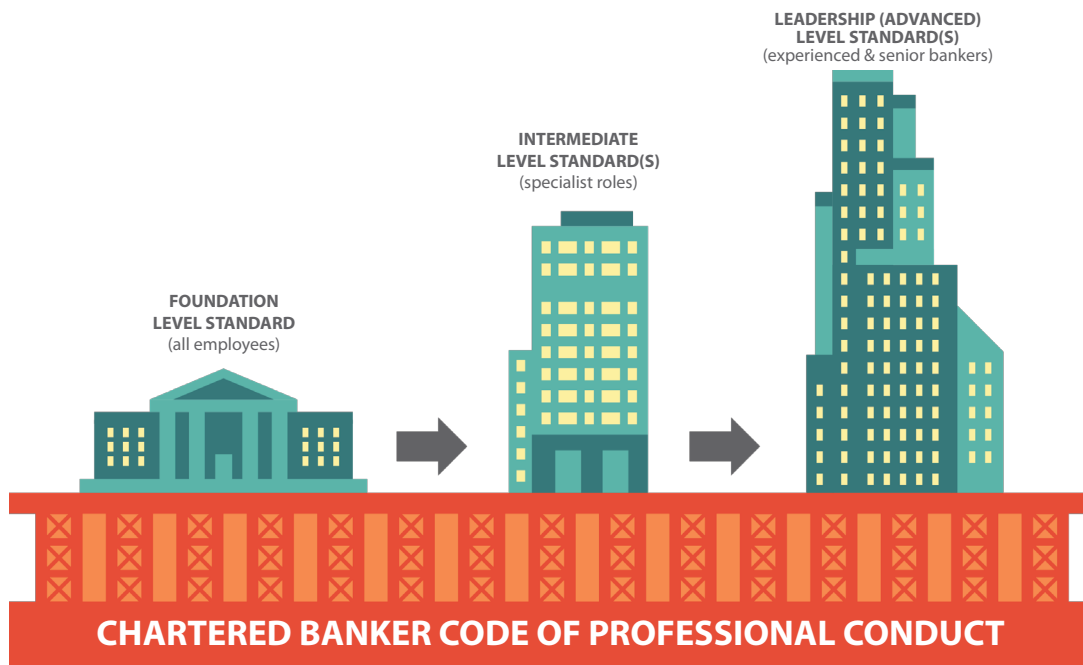 LEADERSHIP (ADVANCED)
LEVEL STANDARD(S)
(experienced & senior bankers)
INTERMEDIATE
LEVEL STANDARD(S)
(specialist roles)
FOUNDATION
LEVEL STANDARD
(all employees)
CHARTERED BANKER CODE OF PROFESSIONAL CONDUCT